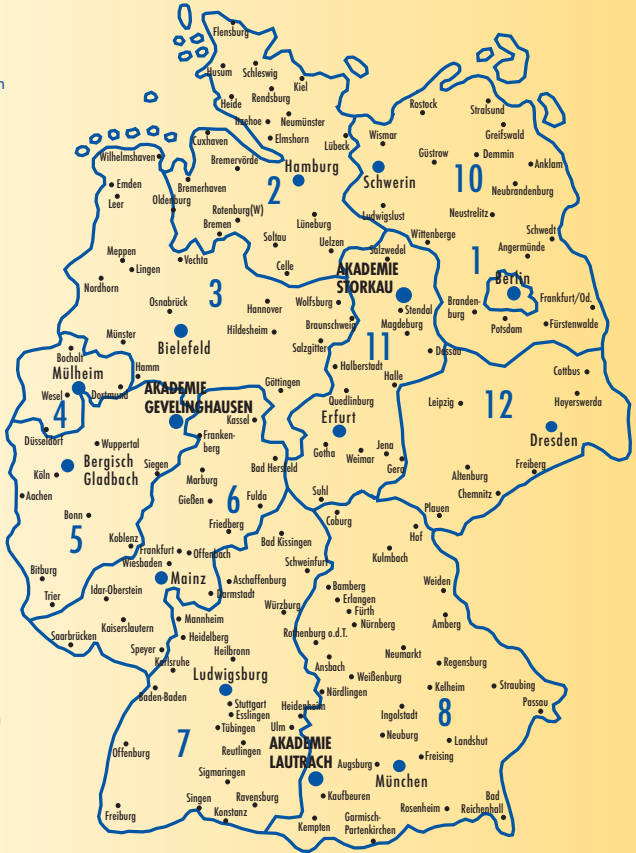 Flensburg
Husum
Schleswig
Kiel
Rendsburg
Heide
Itzehoe
Neumünster
Elmshorn
Lübeck
Cuxhaven
Wilhelmshaven
Bremervörde
Hamburg
Emden
Leer
Bremerhaven
Oldenburg
2
Rotenburg(W)
Bremen
Lüneburg
Soltau
Uelzen
Celle
Rostock
Stralsund
Greifswald
Wismar
Güstrow
Demmin
Anklam
Schwerin
10
Neubrandenburg
Neustrelitz
Ludwigslust
Wittenberge
Schwedt
Angermünde
Salzwedel
1
Berlin
Frankfurt/Od.
Branden-
burg
Potsdam
Fürstenwalde
AKADEMIE
STORKAU
Stendal
Magdeburg
Meppen
Lingen
Vechta
Nordhorn
3
Osnabrück
Hannover
Wolfsburg
Braunschweig
Hildesheim
Salzgitter
Bielefeld
Münster
11
Dessau
Halberstadt
Halle
Quedlinburg
Göttingen
Bocholt
Mülheim
Hamm
Wesel
Dortmund
4
AKADEMIE
GEVELINGHAUSEN
Kassel
Franken-
berg
Erfurt
Gotha
Weimar
Jena
Gera
Cottbus
Hoyerswerda
Leipzig
12
Dresden
Freiberg
Altenburg
Chemnitz
Plauen
Düsseldorf
Wuppertal
Bergisch
Gladbach
Köln
Siegen
Aachen
Bonn
5
Marburg
Gießen
Bad Hersfeld
6
Fulda
Friedberg
Suhl
Coburg
Hof
Kulmbach
Koblenz
Frankfurt
Offenbach
Wiesbaden
Mainz
Bad Kissingen
Schweinfurt
Aschaffenburg
Darmstadt
Würzburg
Bitburg
Trier
Idar-Oberstein
Kaiserslautern
Saarbrücken
Speyer
Mannheim
Heidelberg
Heilbronn
Karlsruhe
Ludwigsburg
Baden-Baden
Stuttgart
Esslingen
Tübingen
Reutlingen
Offenburg
7
Sigmaringen
Singen
Ravensburg
Konstanz
Freiburg
Bamberg
Erlangen
Fürth
Nürnberg
Rothenburg o.d.T.
Ansbach
Weiden
Amberg
Neumarkt
Regensburg
Weißenburg
Kelheim
Straubing
Nördlingen
Passau
Heidenheim
Ingolstadt
8
Ulm
Neuburg
Landshut
AKADEMIE
LAUTRACH
Augsburg
Freising
München
Kaufbeuren
Kempten
Garmisch-
Partenkirchen
Rosenheim
Bad
Reichenhall